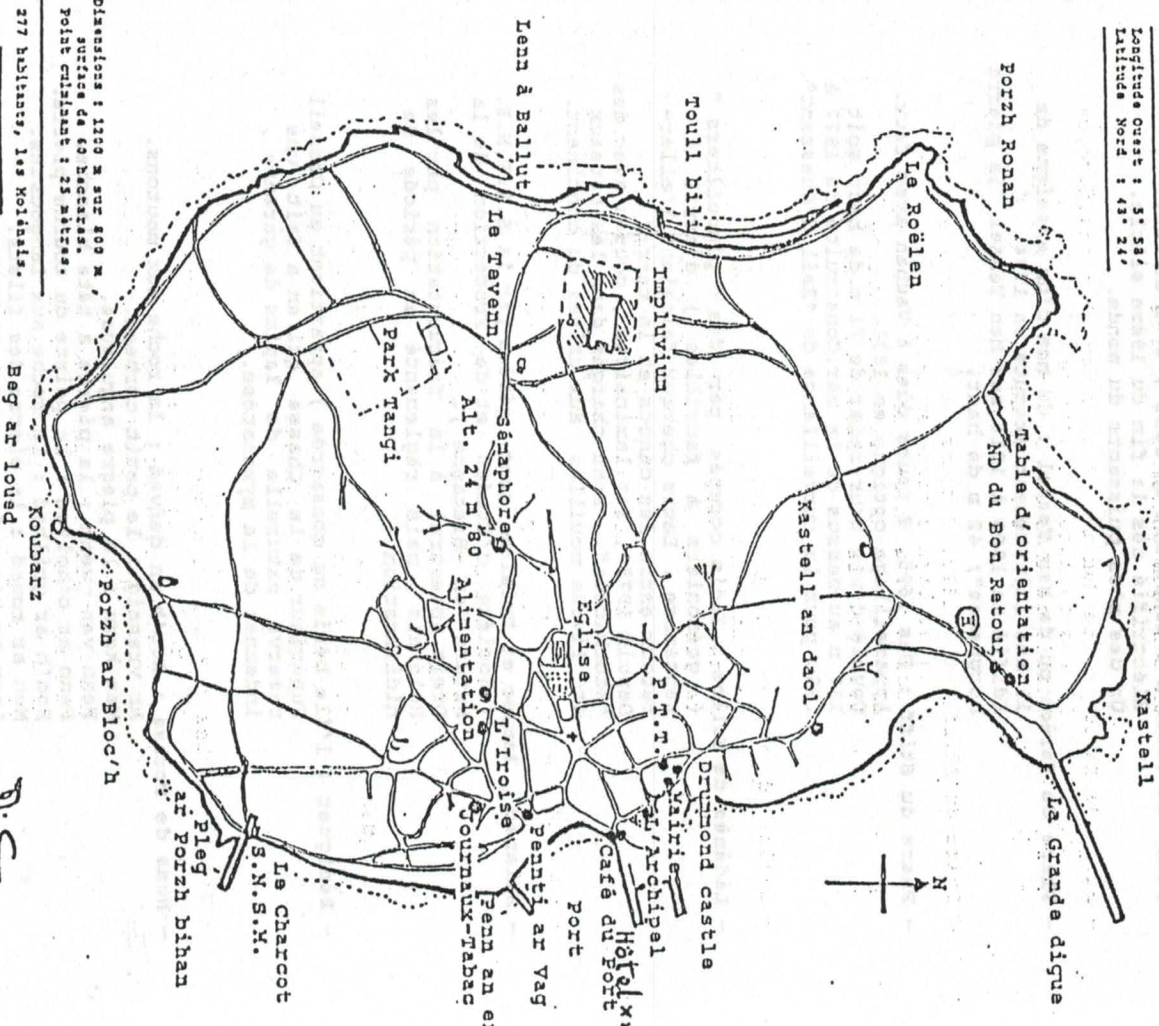 Longitude Ouest : 5° 58'
Latitude Nord : 48° 24'
Kastell
Porzh Ronan
Table d'orientation
ND du Bon Retour
La Grande digue
Le Roëlen
E
N
Kastell an daol
Toull bili
Impluvium
P.T.T.
Drummond castle
Mairie
L'Archipel
Hôtel
Café du Port
Port
Eglise
Penti ar Vag
Lenn à Ballut
Le Tavenn
Sémaphore
L'Iroise
Alt. 24 m 80
Alimentation
Journaux-Tabac
Penn an
Park Tangi
Le Charcot
S.N.S.M.
Pleg
ar Porzh bihan
Porzh ar Bloc'h
Koubarz
Beg ar loued
Dimensions : 1200 m sur 800 m
surface de 60 hectares.
Point culminant : 25 mètres.
277 habitants, les Molénais.